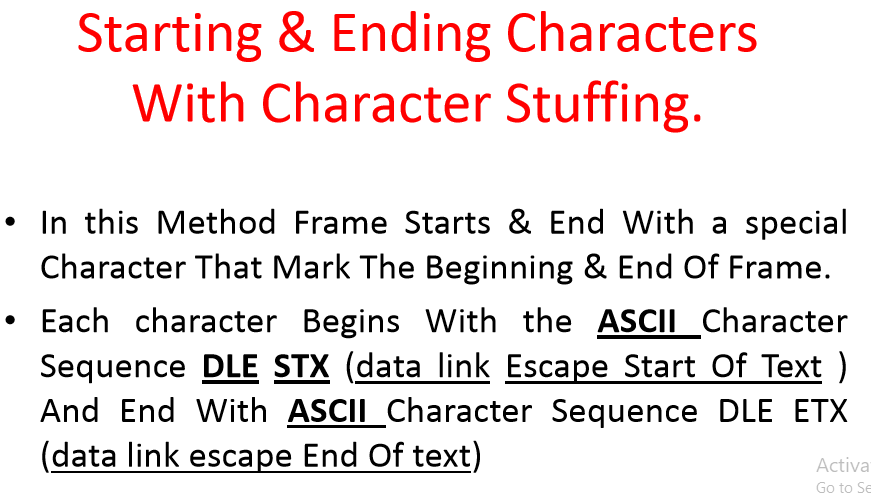 Starting & Ending Characters
With Character Stuffing.
• In this Method Frame Starts & End With a special
Character That Mark The Beginning & End Of Frame.
• Each character Begins With the ASCII Character
Sequence DLE STX (data link Escape Start Of Text )
And End With ASCII Character Sequence DLE ETX
(data link escape End Of text)
Activa
Go to Se